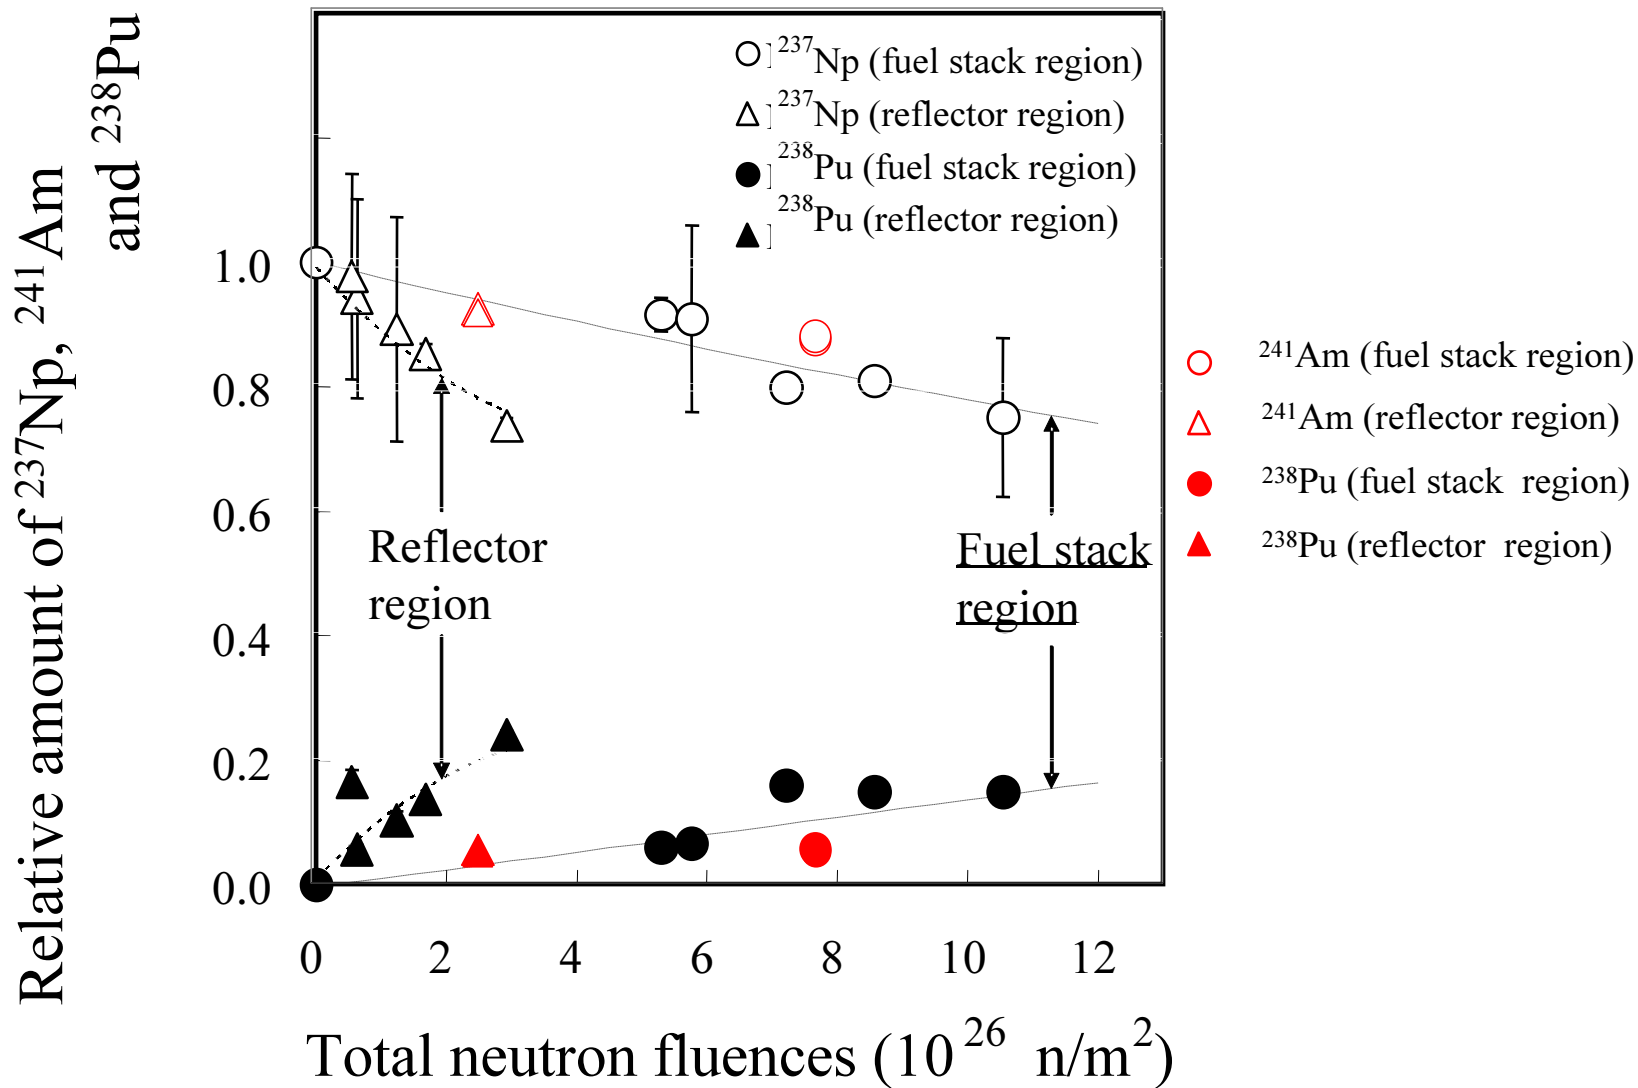 Relative amount of ²³⁷Np, ²⁴¹Am
and ²³⁸Pu
²³⁷Np (fuel stack region)
²³⁷Np (reflector region)
²³⁸Pu (fuel stack region)
²³⁸Pu (reflector region)
1.0
0.8
0.6
0.4
0.2
0.0
Reflector
region
Fuel stack
region
²⁴¹Am (fuel stack region)
²⁴¹Am (reflector region)
²³⁸Pu (fuel stack region)
²³⁸Pu (reflector region)
0 2 4 6 8 10 12
Total neutron fluences (10²⁶ n/m²)